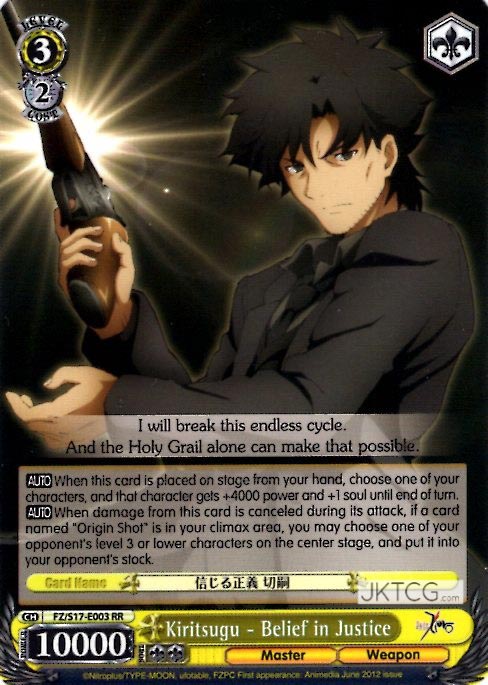 LEVEL
3
2
COST
I will break this endless cycle.
And the Holy Grail alone can make that possible.
AUTO When this card is placed on stage from your hand, choose one of your
characters, and that character gets +4000 power and +1 soul until end of turn.
AUTO When damage from this card is canceled during its attack, if a card
named "Origin Shot" is in your climax area, you may choose one of your
opponent's level 3 or lower characters on the center stage, and put it into
your opponent's stock.
Card Name 信じる正義 切嗣
JKTCG.com
CH FZ/S17-E003 RR
Kiritsugu - Belief in Justice
POWER 10000 SOUL
Master Weapon
©Nitroplus/TYPE-MOON, ufotable, FZPC First appearance: Animedia June 2012 issue